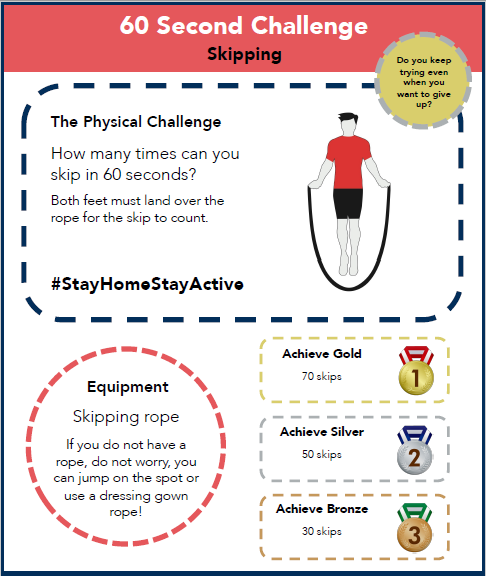 60 Second Challenge
Skipping
Do you keep
trying even
when you
want to give
up?
The Physical Challenge
How many times can you
skip in 60 seconds?
Both feet must land over the
rope for the skip to count.
#StayHomeStayActive
Equipment
Skipping rope
If you do not have a
rope, do not worry, you
can jump on the spot or
use a dressing gown
rope!
Achieve Gold
70 skips
1
Achieve Silver
50 skips
2
Achieve Bronze
30 skips
3